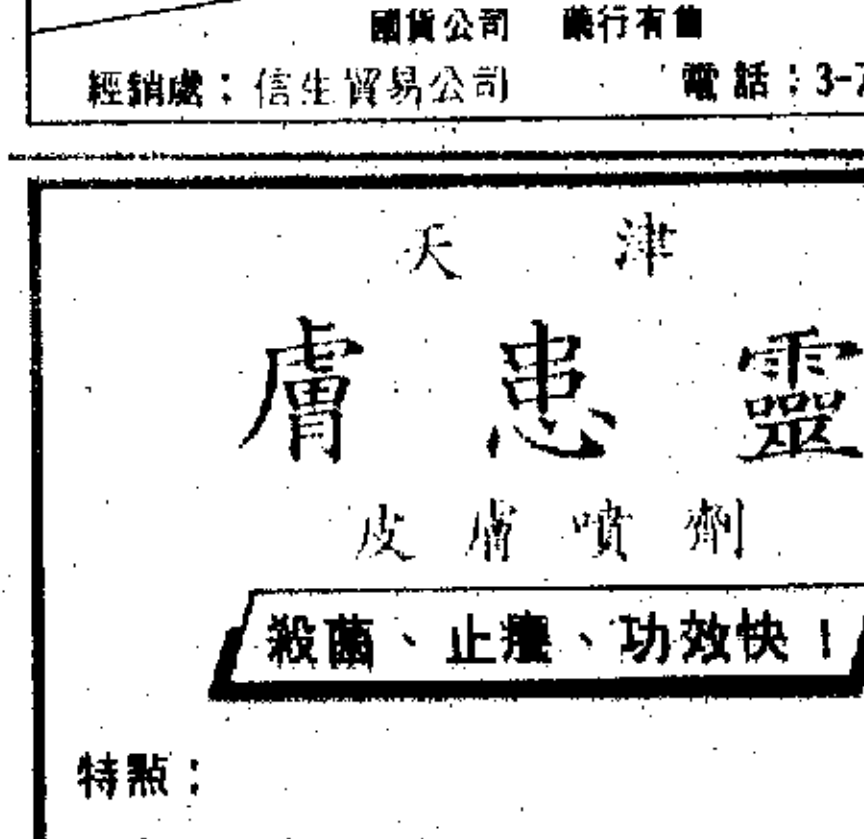 國貨公司 藥行有售
經銷處：信生貿易公司 電話：3-7
天津
膚患靈
皮膚噴劑
殺菌、止癢、功效快！
特點：